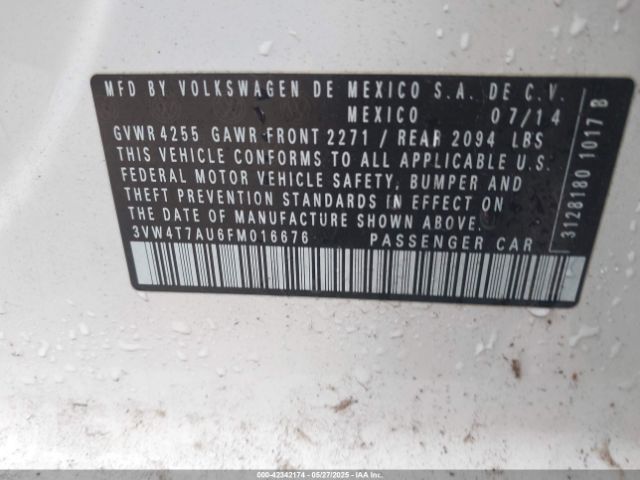 MFD BY VOLKSWAGEN DE MEXICO S.A. DE C.V.
MEXICO 07/14
GVWR 4255 GAWR-FRONT 2271 / REAR 2094 LBS
THIS VEHICLE CONFORMS TO ALL APPLICABLE U.S.
FEDERAL MOTOR VEHICLE SAFETY, BUMPER AND
THEFT PREVENTION STANDARDS IN EFFECT ON
THE DATE OF MANUFACTURE SHOWN ABOVE.
3VW4T7AU6FM016676 PASSENGER CAR
3128180 1017 B
000-42342174 — 05/27/2025 — IAA Inc.